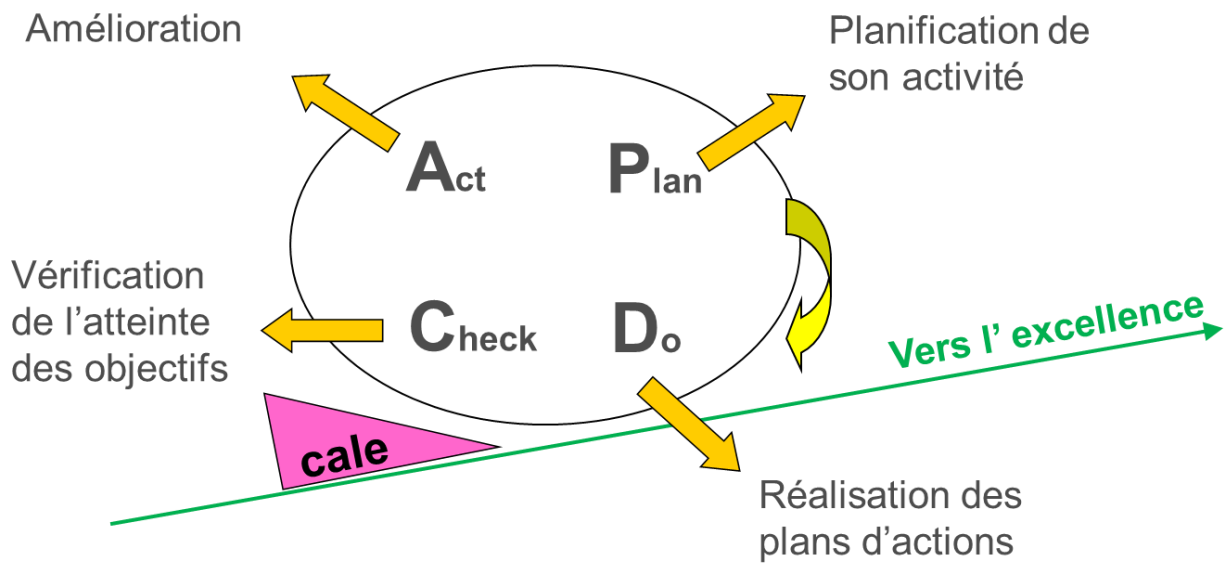 Amélioration
Planification de
son activité
Act
Plan
Vérification
de l'atteinte
des objectifs
Check
Do
Vers l' excellence
cale
Réalisation des
plans d'actions